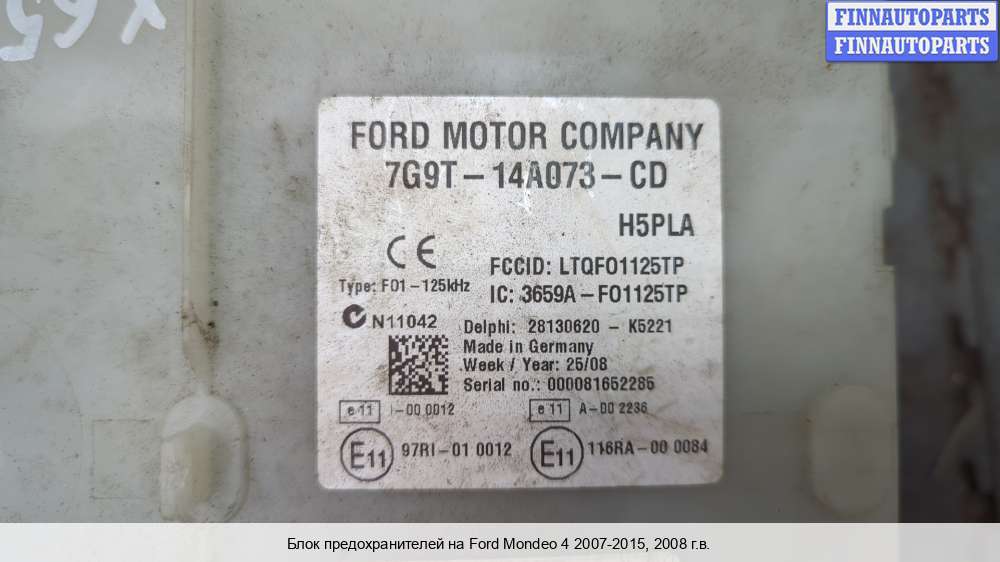 FINNAUTOPARTS
FINNAUTOPARTS
FORD MOTOR COMPANY
7G9T-14A073-CD
H5PLA
CE
FCCID: LTQFO1125TP
Type: FO1-125kHz
IC: 3659A-FO1125TP
N11042
Delphi: 28130620-K5221
Made in Germany
Week / Year: 25/08
Serial no.: 000081652285
e11 I-00 0012
e11 A-00 2236
E11 97RI-01 0012
E11 116RA-00 0084
Блок предохранителей на Ford Mondeo 4 2007-2015, 2008 г.в.